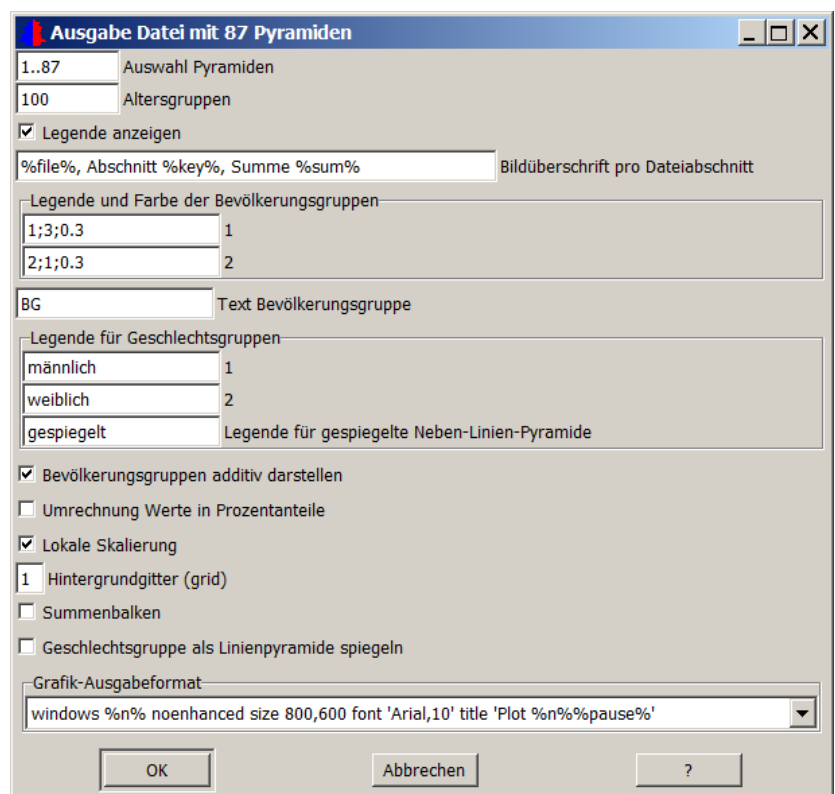 Ausgabe Datei mit 87 Pyramiden
1..87 Auswahl Pyramiden
100 Altersgruppen
Legende anzeigen
%file%, Abschnitt %key%, Summe %sum% Bildüberschrift pro Dateiabschnitt
Legende und Farbe der Bevölkerungsgruppen
1;3;0.3 1
2;1;0.3 2
BG Text Bevölkerungsgruppe
Legende für Geschlechtsgruppen
männlich 1
weiblich 2
gespiegelt Legende für gespiegelte Neben-Linien-Pyramide
Bevölkerungsgruppen additiv darstellen
Umrechnung Werte in Prozentanteile
Lokale Skalierung
1 Hintergrundgitter (grid)
Summenbalken
Geschlechtsgruppe als Linienpyramide spiegeln
Grafik-Ausgabeformat
windows %n% noenhanced size 800,600 font 'Arial,10' title 'Plot %n%%pause%'
OK Abbrechen ?